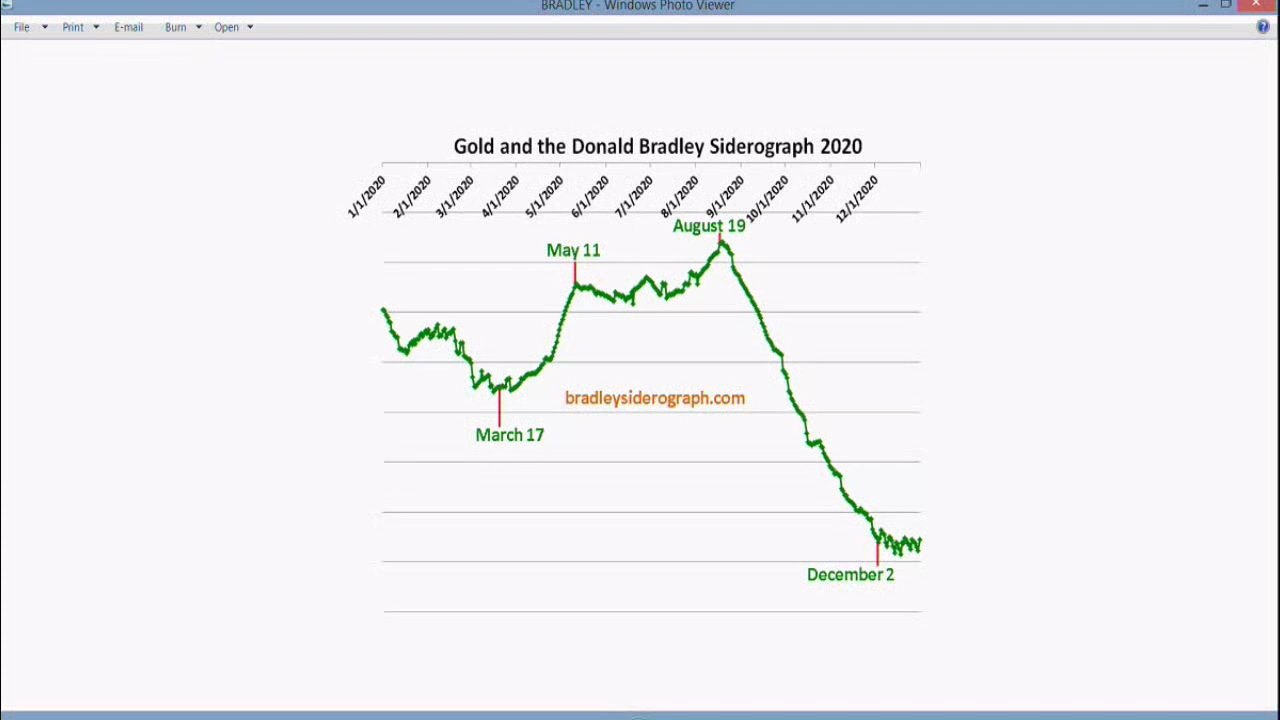 BRADLEY - Windows Photo Viewer
File Print E-mail Burn Open
Gold and the Donald Bradley Siderograph 2020
1/1/2020 2/1/2020 3/1/2020 4/1/2020 5/1/2020 6/1/2020 7/1/2020 8/1/2020 9/1/2020 10/1/2020 11/1/2020 12/1/2020
August 19
May 11
bradleysiderograph.com
March 17
December 2